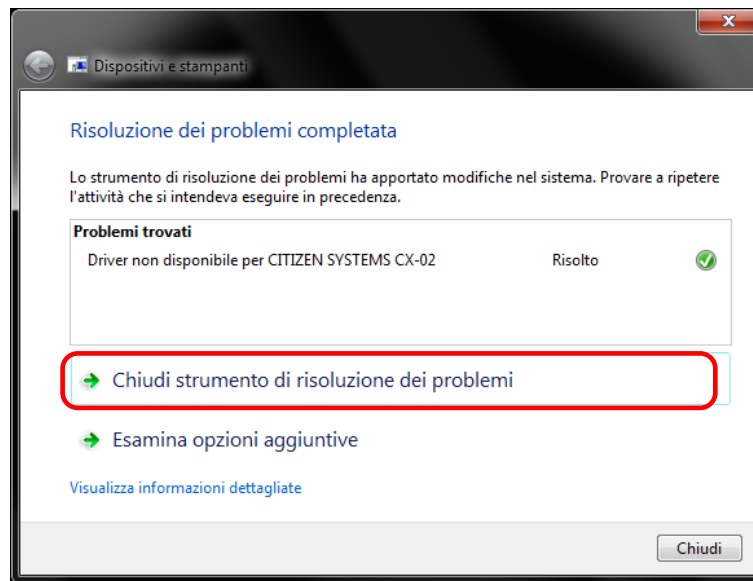 Dispositivi e stampanti
Risoluzione dei problemi completata
Lo strumento di risoluzione dei problemi ha apportato modifiche nel sistema. Provare a ripetere
l'attività che si intendeva eseguire in precedenza.
Problemi trovati
Driver non disponibile per CITIZEN SYSTEMS CX-02 Risolto
Chiudi strumento di risoluzione dei problemi
Esamina opzioni aggiuntive
Visualizza informazioni dettagliate
Chiudi